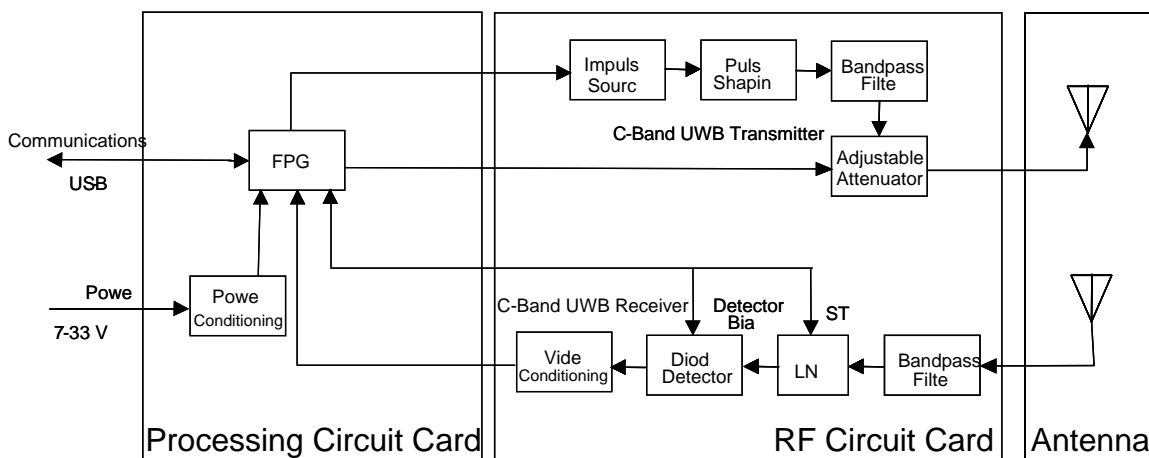 Impuls
Sourc
Puls
Shapin
Bandpass
Filte
Communications
USB
FPG
C-Band UWB Transmitter
Adjustable
Attenuator
Powe
7-33 V
Powe
Conditioning
C-Band UWB Receiver
Detector
Bia
ST
Vide
Conditioning
Diod
Detector
LN
Bandpass
Filte
Processing Circuit Card
RF Circuit Card
Antenna